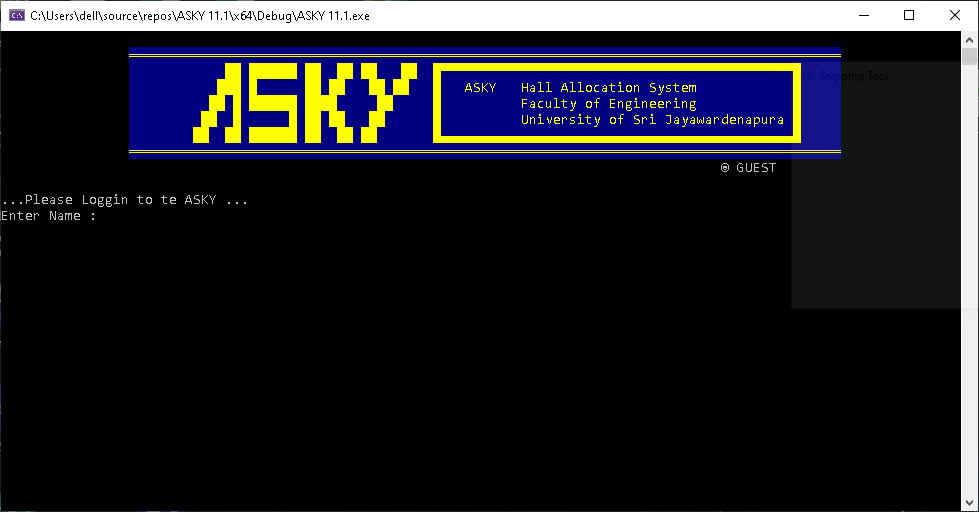 C:\Users\dell\source\repos\ASKY 11.1\x64\Debug\ASKY 11.1.exe
Snipping Tool
ASKY
ASKY Hall Allocation System
Faculty of Engineering
University of Sri Jayawardenapura
GUEST
...Please Loggin to te ASKY ...
Enter Name :